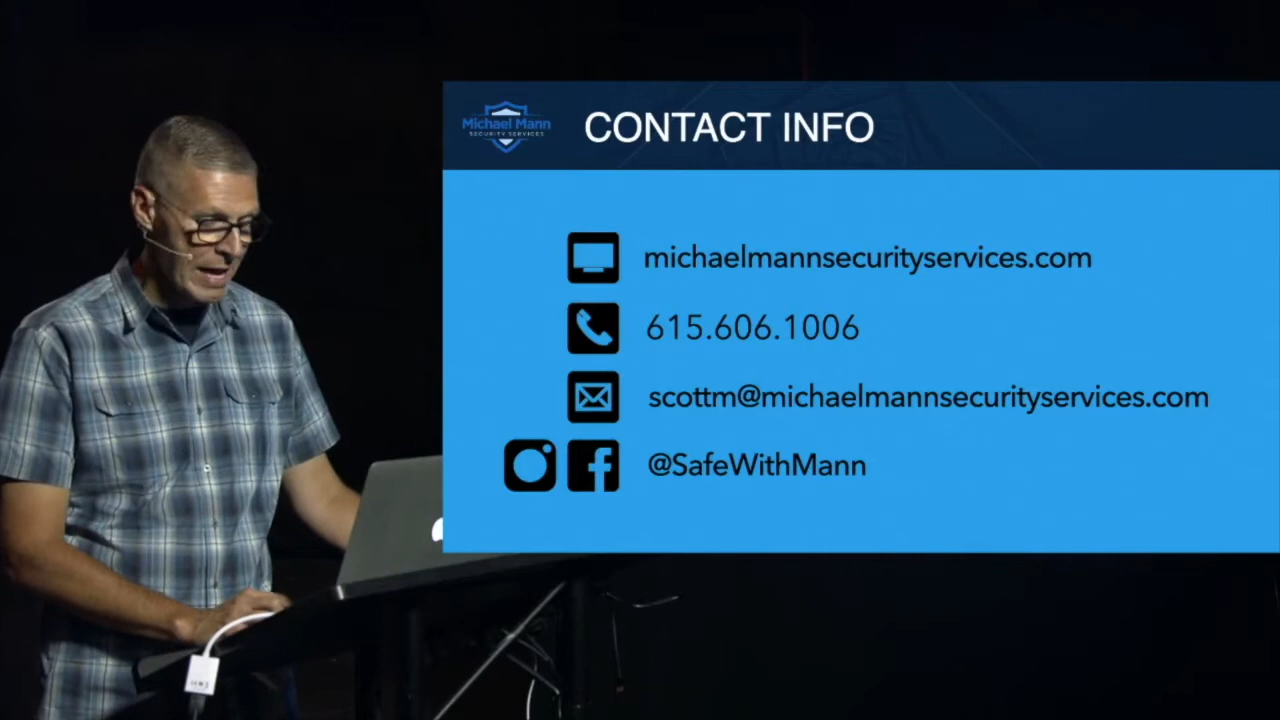 Michael Mann
SECURITY SERVICES
CONTACT INFO
michaelmannsecurityservices.com
615.606.1006
scottm@michaelmannsecurityservices.com
@SafeWithMann